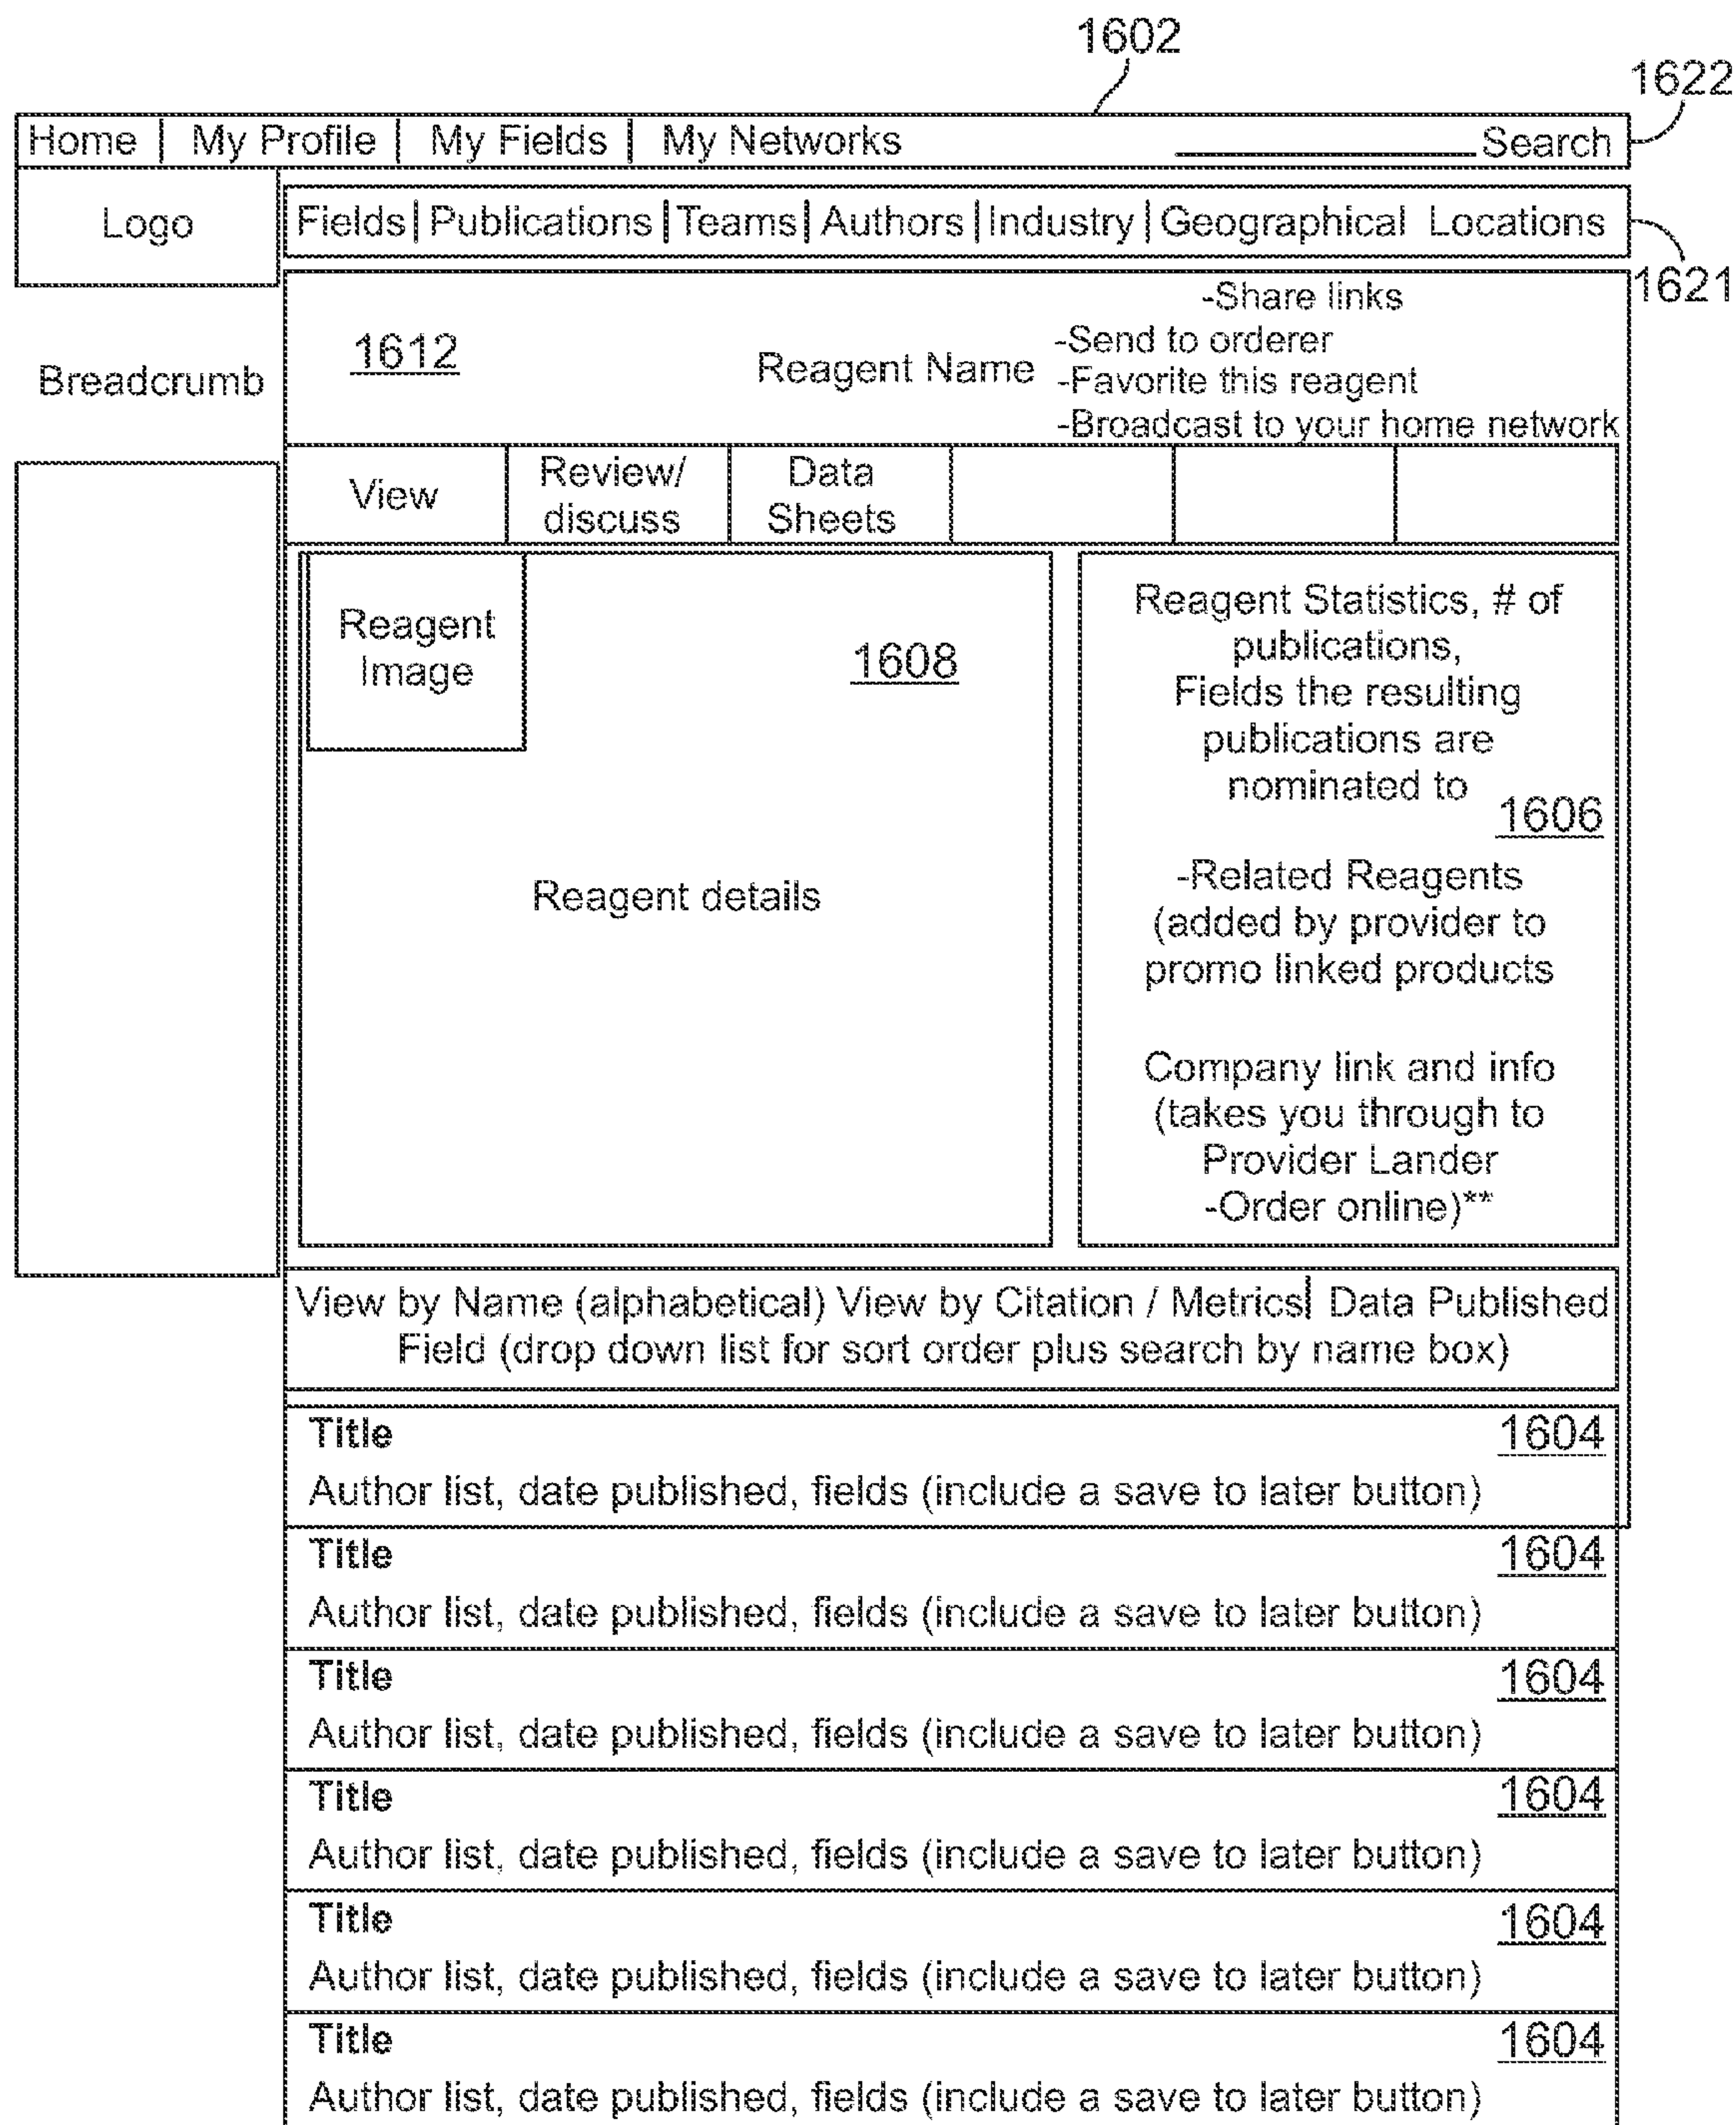 1602
1622
Home | My Profile | My Fields | My Networks Search
Logo
Fields | Publications | Teams | Authors | Industry | Geographical Locations
1621
-Share links
1612
Reagent Name
-Send to orderer
-Favorite this reagent
-Broadcast to your home network
Breadcrumb
View
Review/
discuss
Data
Sheets
Reagent
Image
1608
Reagent details
Reagent Statistics, # of
publications,
Fields the resulting
publications are
nominated to
1606
-Related Reagents
(added by provider to
promo linked products
Company link and info
(takes you through to
Provider Lander
-Order online)**
View by Name (alphabetical) View by Citation / Metrics| Data Published
Field (drop down list for sort order plus search by name box)
Title 1604
Author list, date published, fields (include a save to later button)
Title 1604
Author list, date published, fields (include a save to later button)
Title 1604
Author list, date published, fields (include a save to later button)
Title 1604
Author list, date published, fields (include a save to later button)
Title 1604
Author list, date published, fields (include a save to later button)
Title 1604
Author list, date published, fields (include a save to later button)